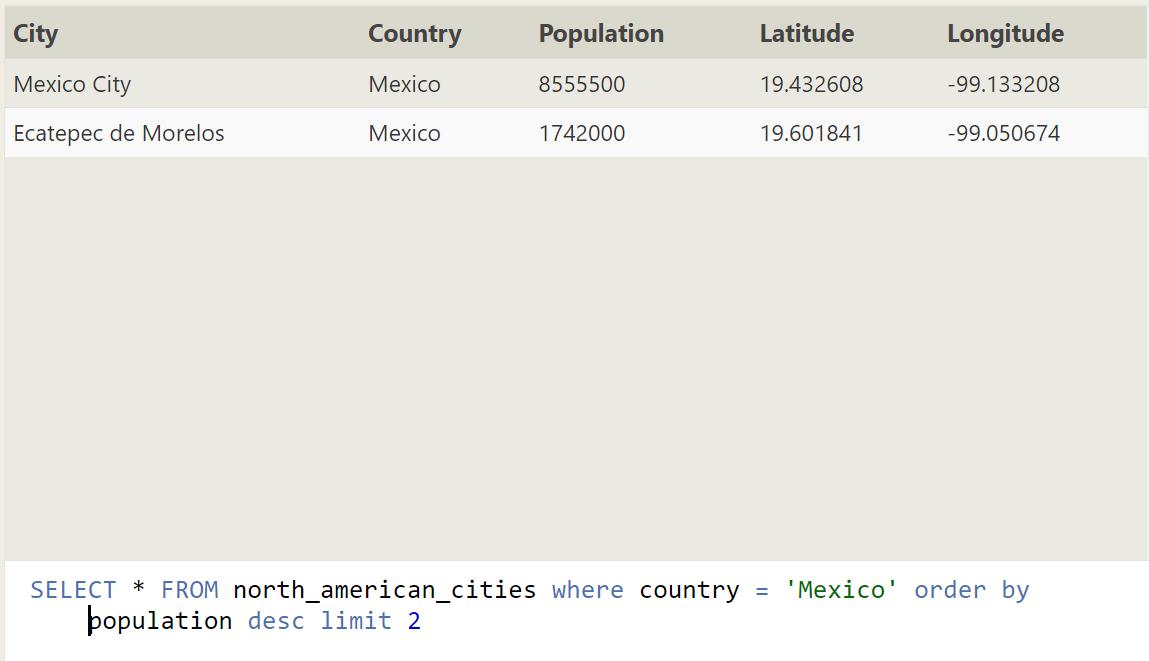 City Country Population Latitude Longitude
Mexico City Mexico 8555500 19.432608 -99.133208
Ecatepec de Morelos Mexico 1742000 19.601841 -99.050674
SELECT * FROM north_american_cities where country = 'Mexico' order by
population desc limit 2